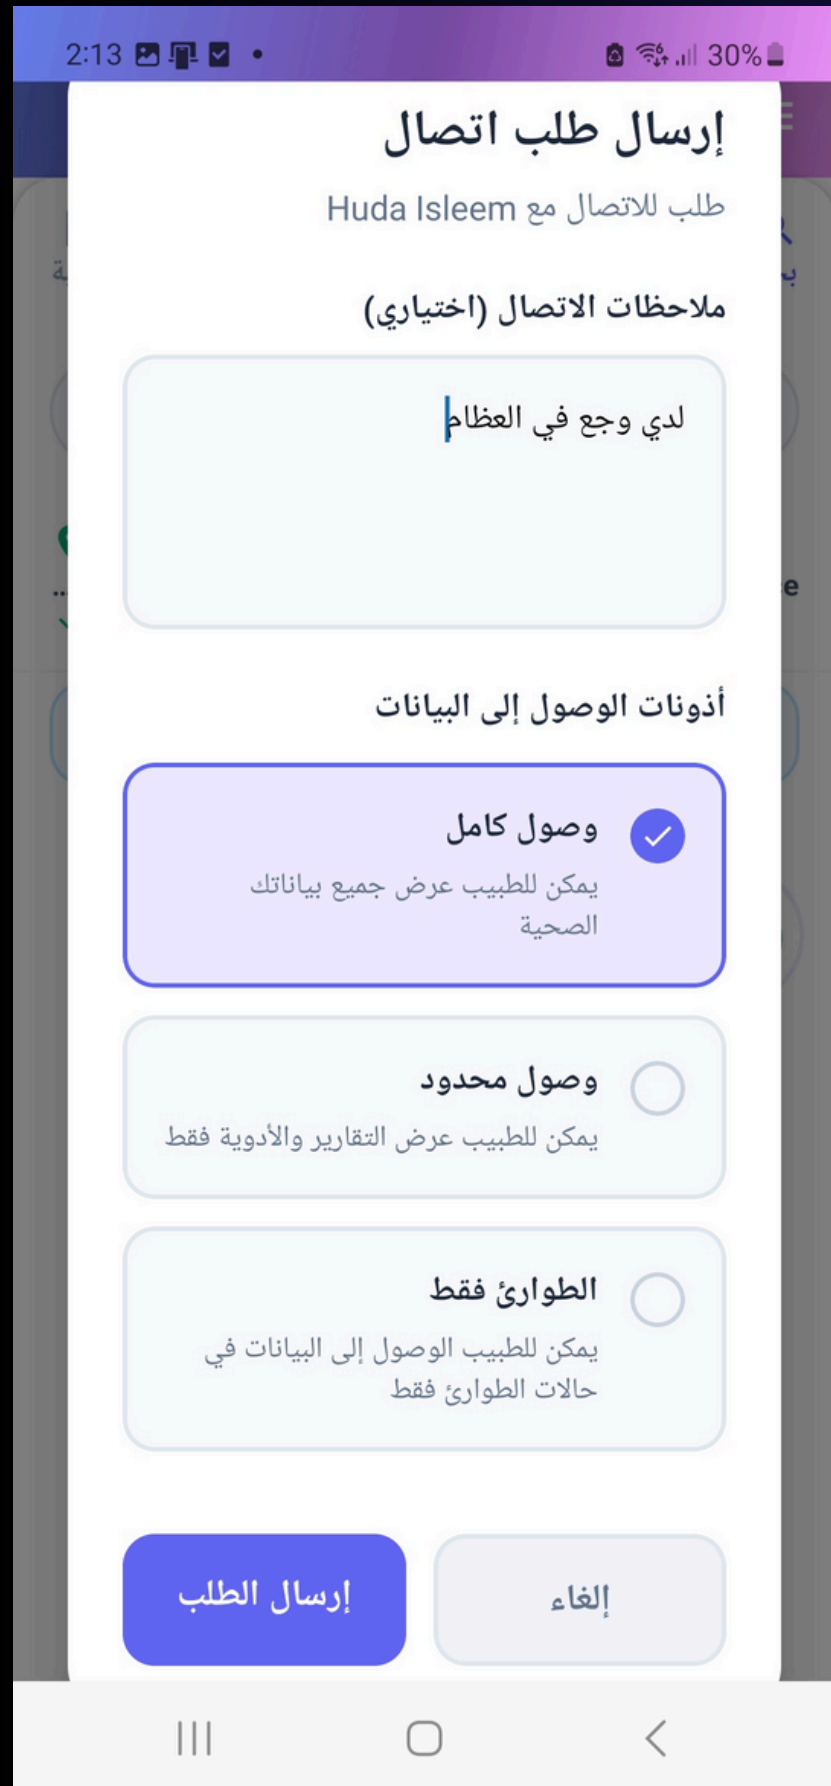 2:13
30%
إرسال طلب اتصال
طلب للاتصال مع Huda Isleem
ملاحظات الاتصال (اختياري)
لدي وجع في العظام
أذونات الوصول إلى البيانات
وصول كامل
يمكن للطبيب عرض جميع بياناتك
الصحية
وصول محدود
يمكن للطبيب عرض التقارير والأدوية فقط
الطوارئ فقط
يمكن للطبيب الوصول إلى البيانات في
حالات الطوارئ فقط
إلغاء
إرسال الطلب